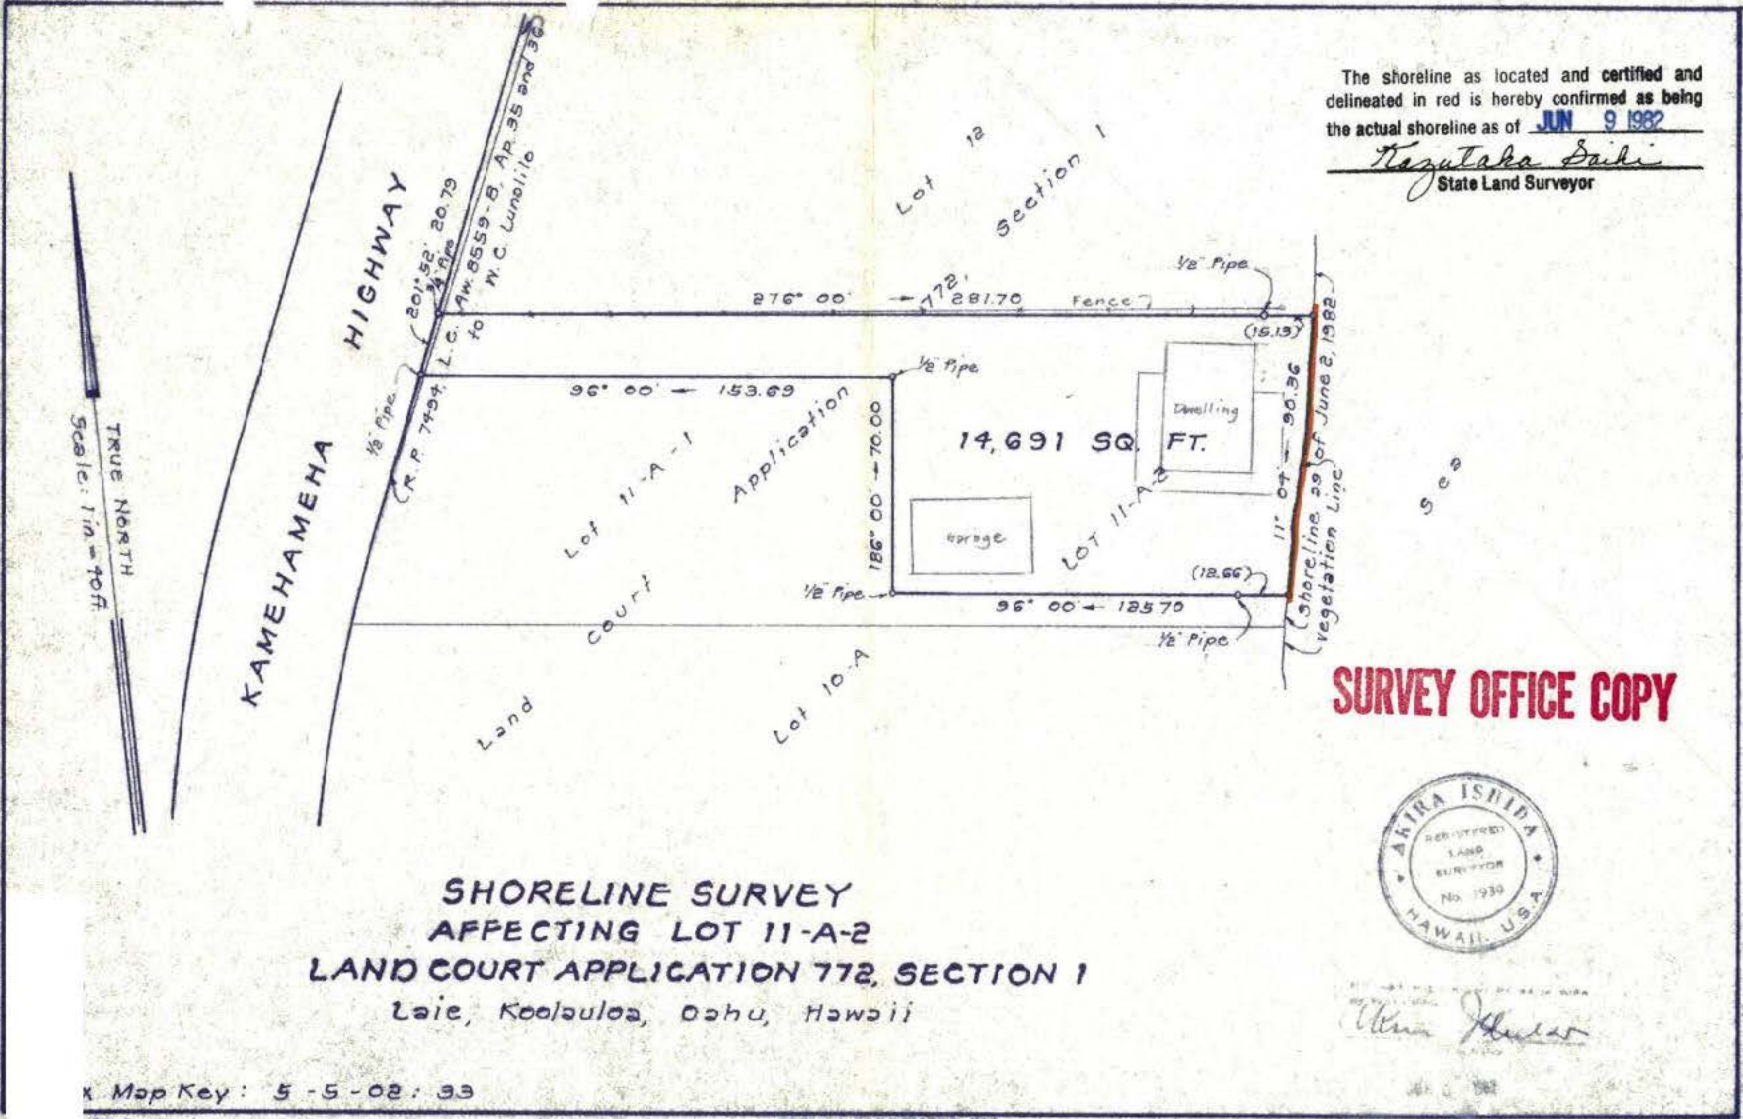 The shoreline as located and certified and
delineated in red is hereby confirmed as being
the actual shoreline as of JUN 9 1982
Kazutaka Saiki
State Land Surveyor
TRUE NORTH
Scale: 1 in = 40 ft.
KAMEHAMEHA HIGHWAY
201° 52' 20.79
3/4" Pipe
(R.P. 7494, L.C. Aw. 8559-B, Ap. 35 and 36
to W. C. Lunalilo
Lot 12
Section 1
276° 00' → 281.70
Fence
1/2" Pipe
(15.13)
1/2" Pipe
96° 00' ← 153.69
1/2" Pipe
Land Court Application 772,
Lot 11-A-1
186° 00' → 70.00
14,691 SQ. FT.
Dwelling
LOT 11-A-2
Garage
11° 04' ← 90.36
(Shoreline as of June 2, 1982
vegetation Line
Sea
(12.66)
1/2" Pipe
96° 00' ← 125.70
1/2" Pipe
Lot 10-A
SURVEY OFFICE COPY
AKIRA ISHIDA
REGISTERED
LAND
SURVEYOR
No. 1939
HAWAII, U.S.A.
SHORELINE SURVEY
AFFECTING LOT 11-A-2
LAND COURT APPLICATION 772, SECTION 1
Laie, Koolauloa, Oahu, Hawaii
x Map Key: 5-5-02: 33